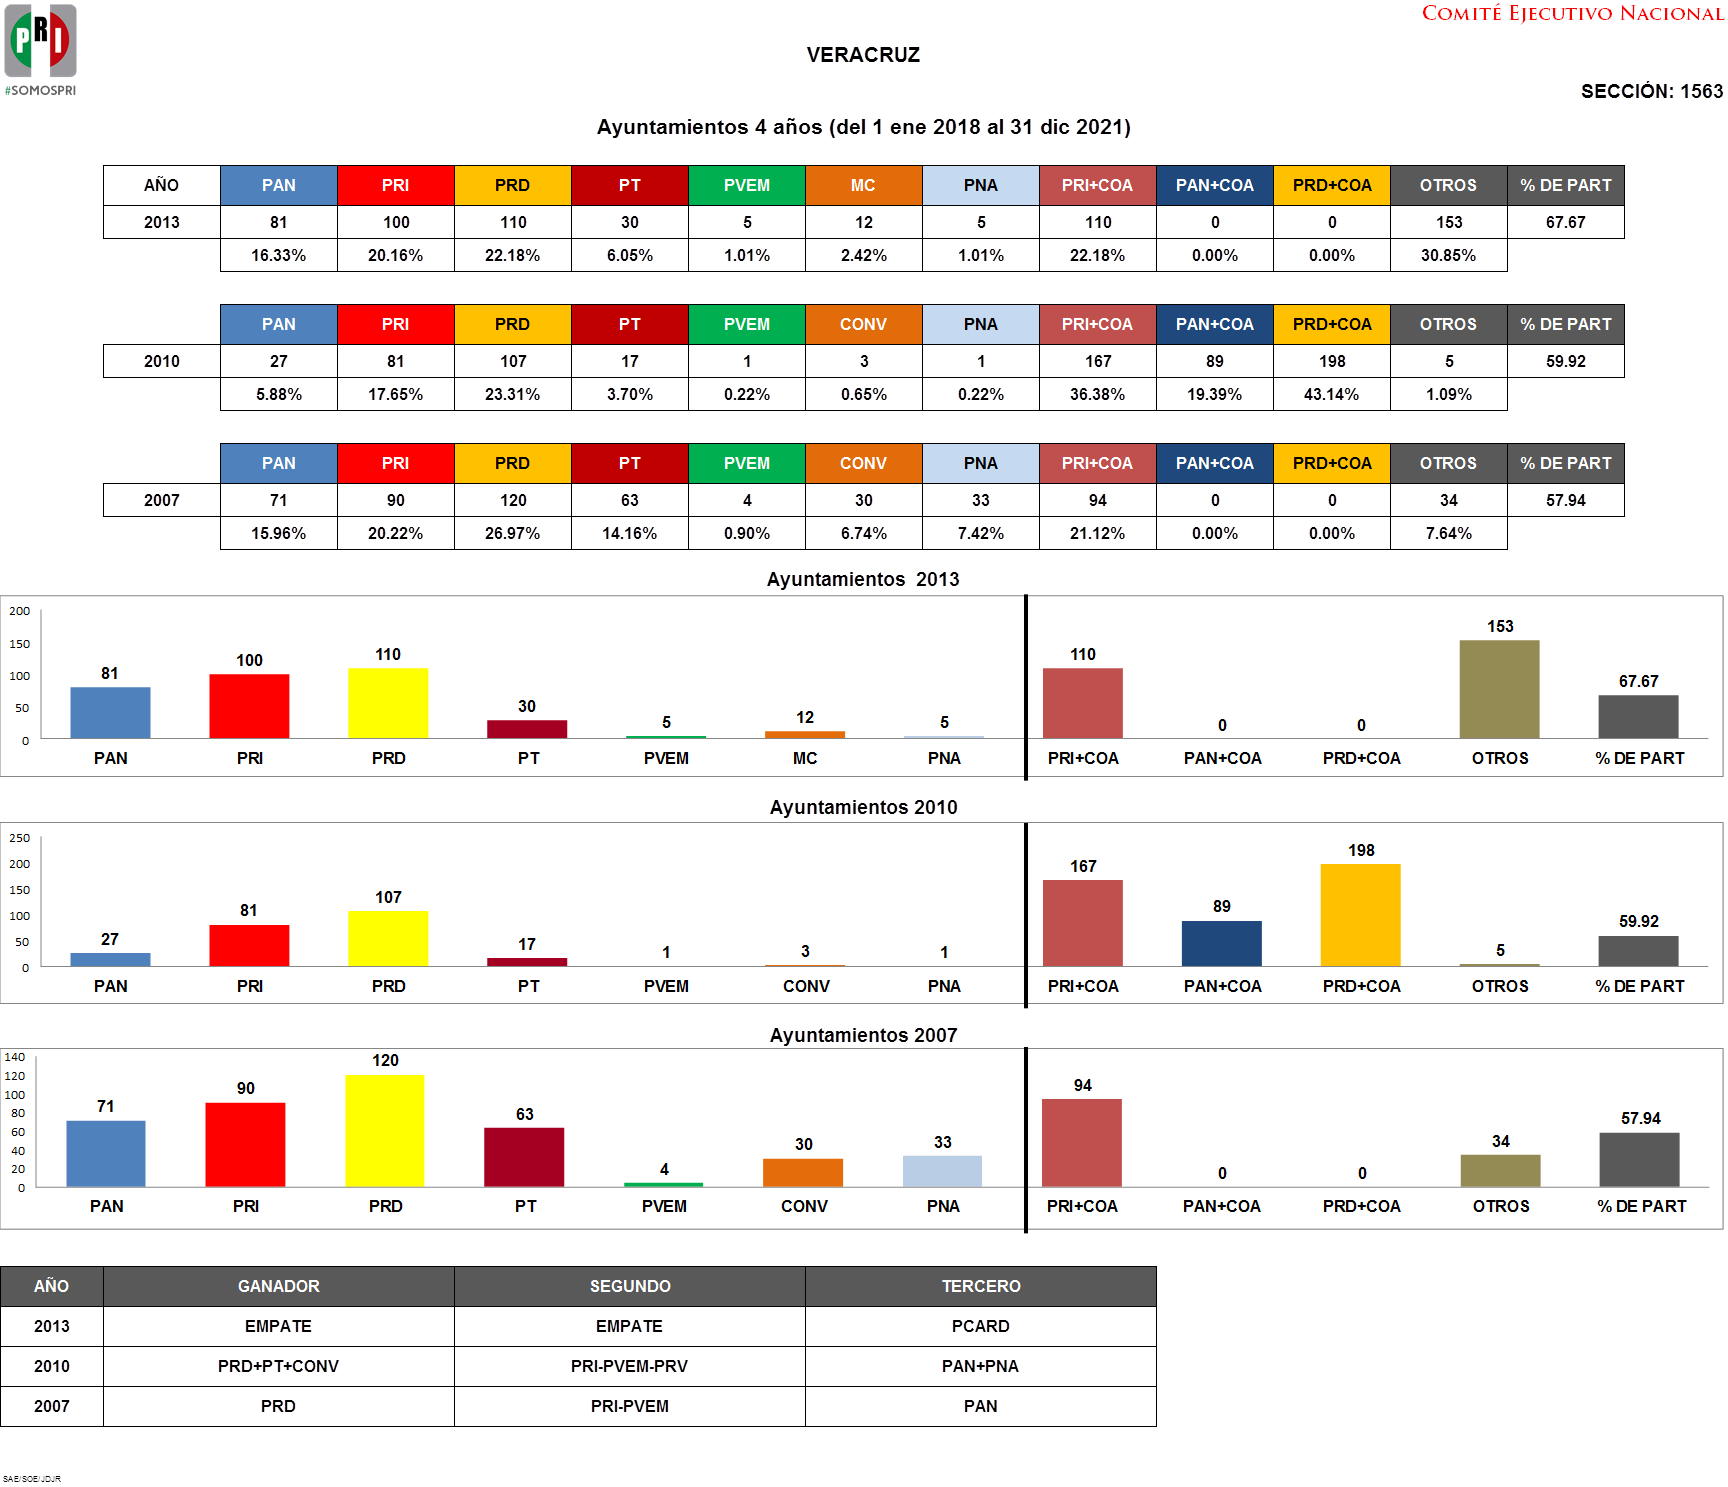 PRI
#SOMOSPRI
COMITÉ EJECUTIVO NACIONAL
VERACRUZ
SECCIÓN: 1563
Ayuntamientos 4 años (del 1 ene 2018 al 31 dic 2021)
AÑO PAN PRI PRD PT PVEM MC PNA PRI+COA PAN+COA PRD+COA OTROS % DE PART
2013 81 100 110 30 5 12 5 110 0 0 153 67.67
16.33% 20.16% 22.18% 6.05% 1.01% 2.42% 1.01% 22.18% 0.00% 0.00% 30.85%
PAN PRI PRD PT PVEM CONV PNA PRI+COA PAN+COA PRD+COA OTROS % DE PART
2010 27 81 107 17 1 3 1 167 89 198 5 59.92
5.88% 17.65% 23.31% 3.70% 0.22% 0.65% 0.22% 36.38% 19.39% 43.14% 1.09%
PAN PRI PRD PT PVEM CONV PNA PRI+COA PAN+COA PRD+COA OTROS % DE PART
2007 71 90 120 63 4 30 33 94 0 0 34 57.94
15.96% 20.22% 26.97% 14.16% 0.90% 6.74% 7.42% 21.12% 0.00% 0.00% 7.64%
Ayuntamientos 2013
200
150
100
50
0
81 100 110 30 5 12 5 110 0 0 153 67.67
PAN PRI PRD PT PVEM MC PNA PRI+COA PAN+COA PRD+COA OTROS % DE PART
Ayuntamientos 2010
250
200
150
100
50
0
27 81 107 17 1 3 1 167 89 198 5 59.92
PAN PRI PRD PT PVEM CONV PNA PRI+COA PAN+COA PRD+COA OTROS % DE PART
Ayuntamientos 2007
140
120
100
80
60
40
20
0
71 90 120 63 4 30 33 94 0 0 34 57.94
PAN PRI PRD PT PVEM CONV PNA PRI+COA PAN+COA PRD+COA OTROS % DE PART
AÑO GANADOR SEGUNDO TERCERO
2013 EMPATE EMPATE PCARD
2010 PRD+PT+CONV PRI-PVEM-PRV PAN+PNA
2007 PRD PRI-PVEM PAN
SAE/SOE/JDJR